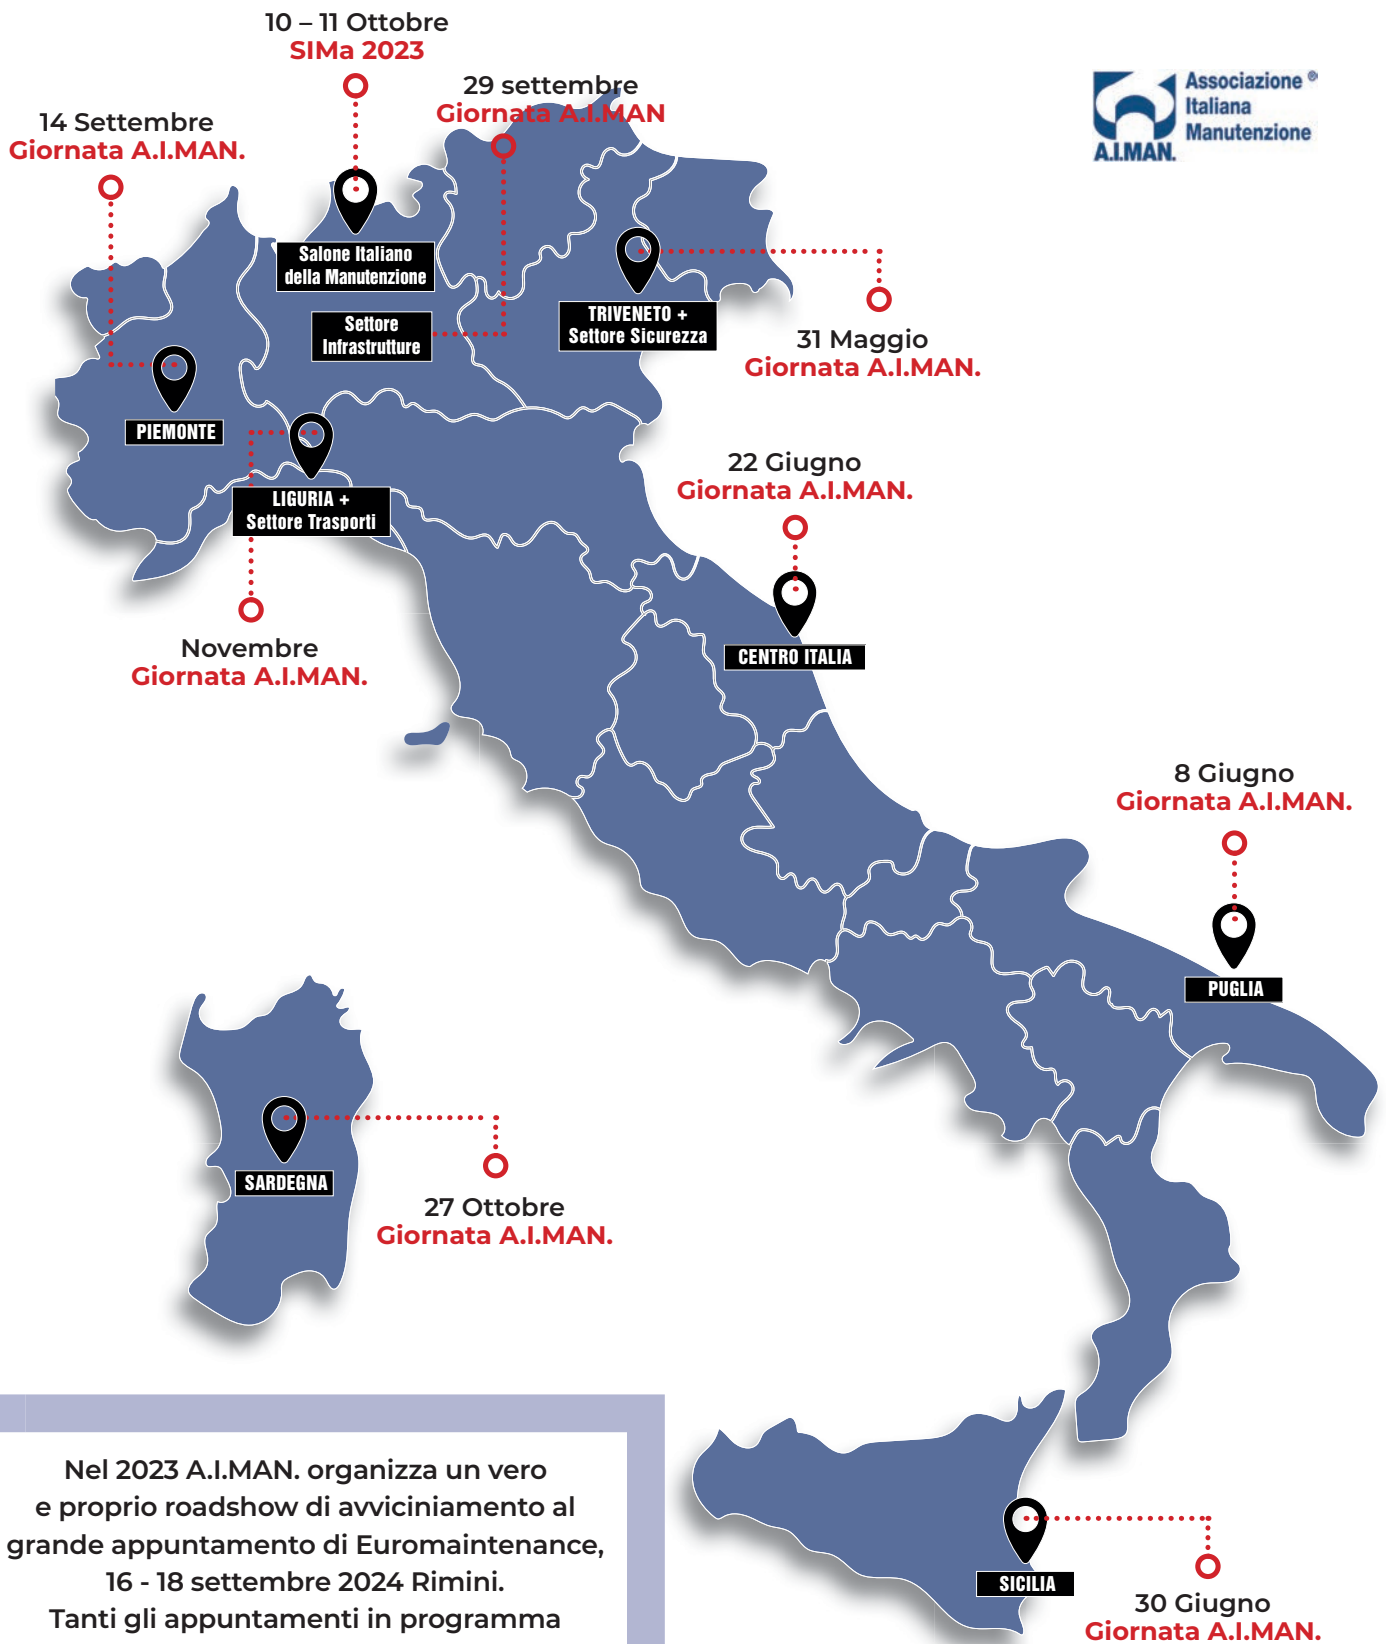 10 – 11 Ottobre
SIMa 2023
29 settembre
Giornata A.I.MAN
14 Settembre
Giornata A.I.MAN.
Associazione ®
Italiana
Manutenzione
A.I.MAN.
Salone Italiano
della Manutenzione
Settore
Infrastrutture
TRIVENETO +
Settore Sicurezza
31 Maggio
Giornata A.I.MAN.
PIEMONTE
LIGURIA +
Settore Trasporti
22 Giugno
Giornata A.I.MAN.
CENTRO ITALIA
Novembre
Giornata A.I.MAN.
8 Giugno
Giornata A.I.MAN.
PUGLIA
SARDEGNA
27 Ottobre
Giornata A.I.MAN.
Nel 2023 A.I.MAN. organizza un vero
e proprio roadshow di avviciniamento al
grande appuntamento di Euromaintenance,
16 - 18 settembre 2024 Rimini.
Tanti gli appuntamenti in programma
SICILIA
30 Giugno
Giornata A.I.MAN.